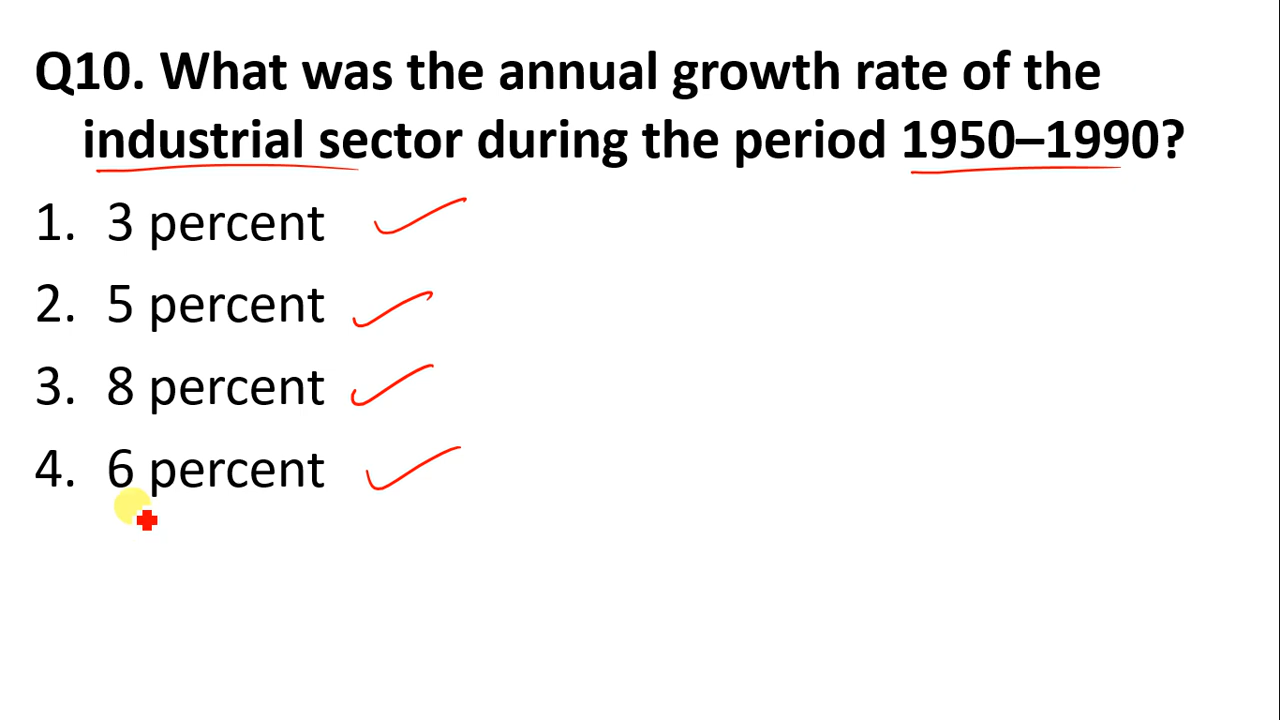 Q10. What was the annual growth rate of the
industrial sector during the period 1950–1990?
1. 3 percent
2. 5 percent
3. 8 percent
4. 6 percent